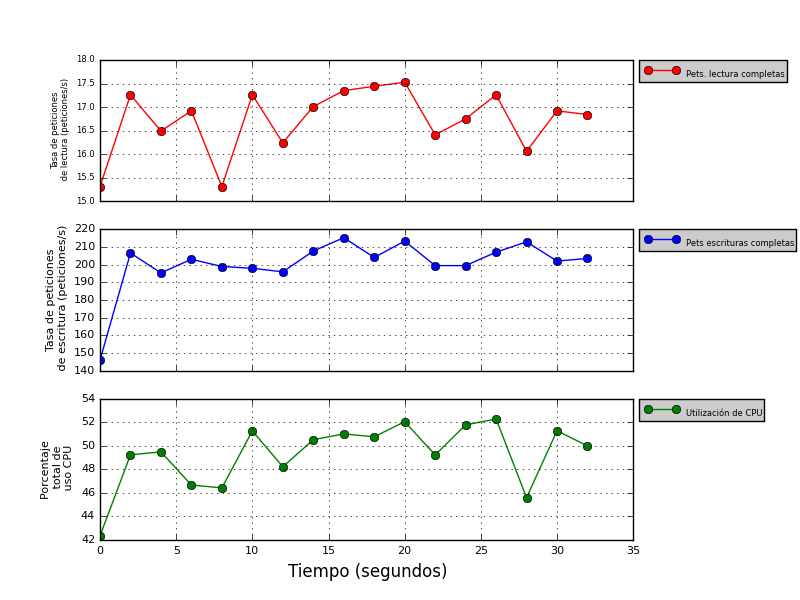 18.0
17.5
17.0
16.5
16.0
15.5
15.0
Tasa de peticiones
de lectura (peticiones/s)
Pets. lectura completas
220
210
200
190
180
170
160
150
140
Tasa de peticiones
de escritura (peticiones/s)
Pets escrituras completas
54
52
50
48
46
44
42
Porcentaje
total de
uso CPU
Utilización de CPU
0 5 10 15 20 25 30 35
Tiempo (segundos)